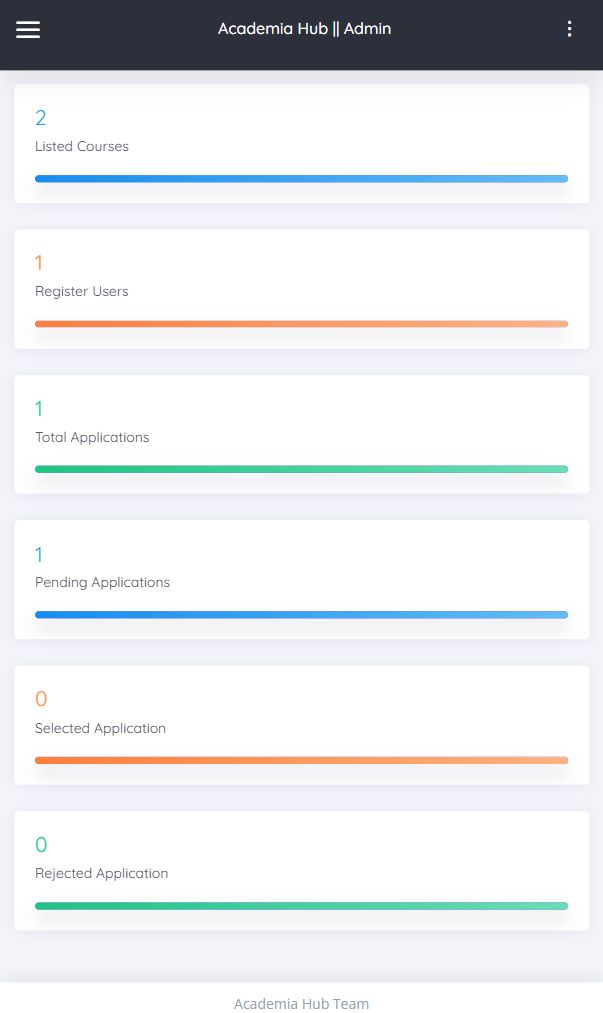 Academia Hub || Admin
2
Listed Courses
1
Register Users
1
Total Applications
1
Pending Applications
0
Selected Application
0
Rejected Application
Academia Hub Team